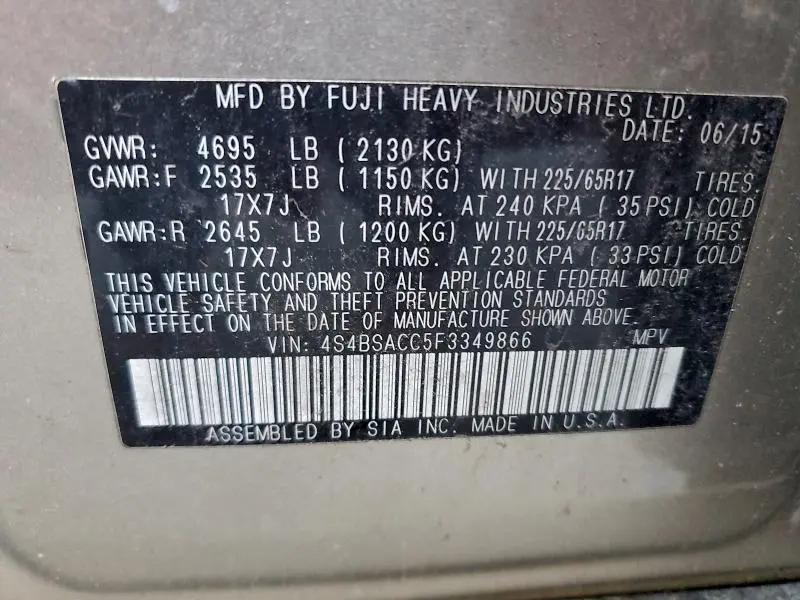 MFD BY FUJI HEAVY INDUSTRIES LTD.
DATE: 06/15
GVWR: 4695 LB ( 2130 KG)
GAWR:F 2535 LB ( 1150 KG) WITH 225/65R17 TIRES.
17X7J RIMS. AT 240 KPA ( 35 PSI) COLD
GAWR:R 2645 LB ( 1200 KG) WITH 225/65R17 TIRES.
17X7J RIMS. AT 230 KPA ( 33 PSI) COLD
THIS VEHICLE CONFORMS TO ALL APPLICABLE FEDERAL MOTOR
VEHICLE SAFETY AND THEFT PREVENTION STANDARDS
IN EFFECT ON THE DATE OF MANUFACTURE SHOWN ABOVE.
VIN: 4S4BSACC5F3349866 MPV
ASSEMBLED BY SIA INC. MADE IN U.S.A.